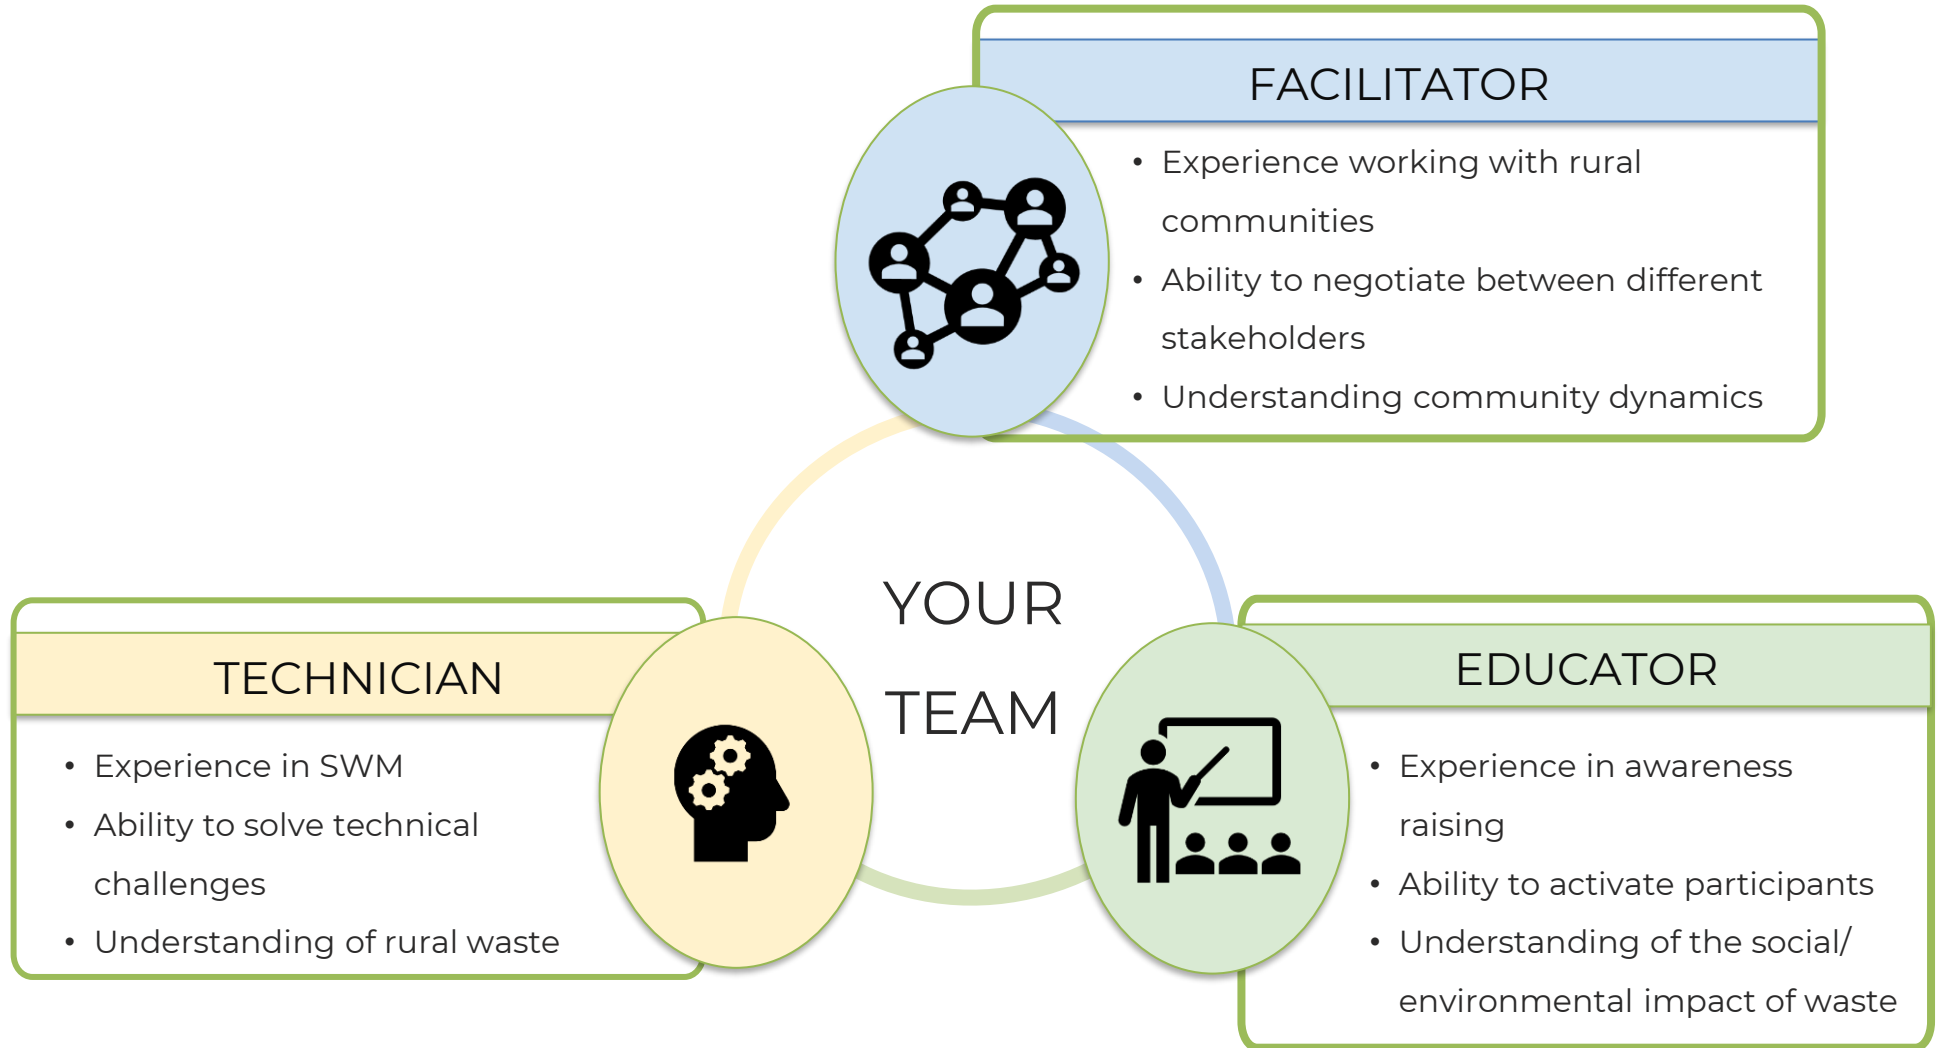 FACILITATOR
• Experience working with rural
communities
• Ability to negotiate between different
stakeholders
• Understanding community dynamics
YOUR
TEAM
TECHNICIAN
• Experience in SWM
• Ability to solve technical
challenges
• Understanding of rural waste
EDUCATOR
• Experience in awareness
raising
• Ability to activate participants
• Understanding of the social/
environmental impact of waste